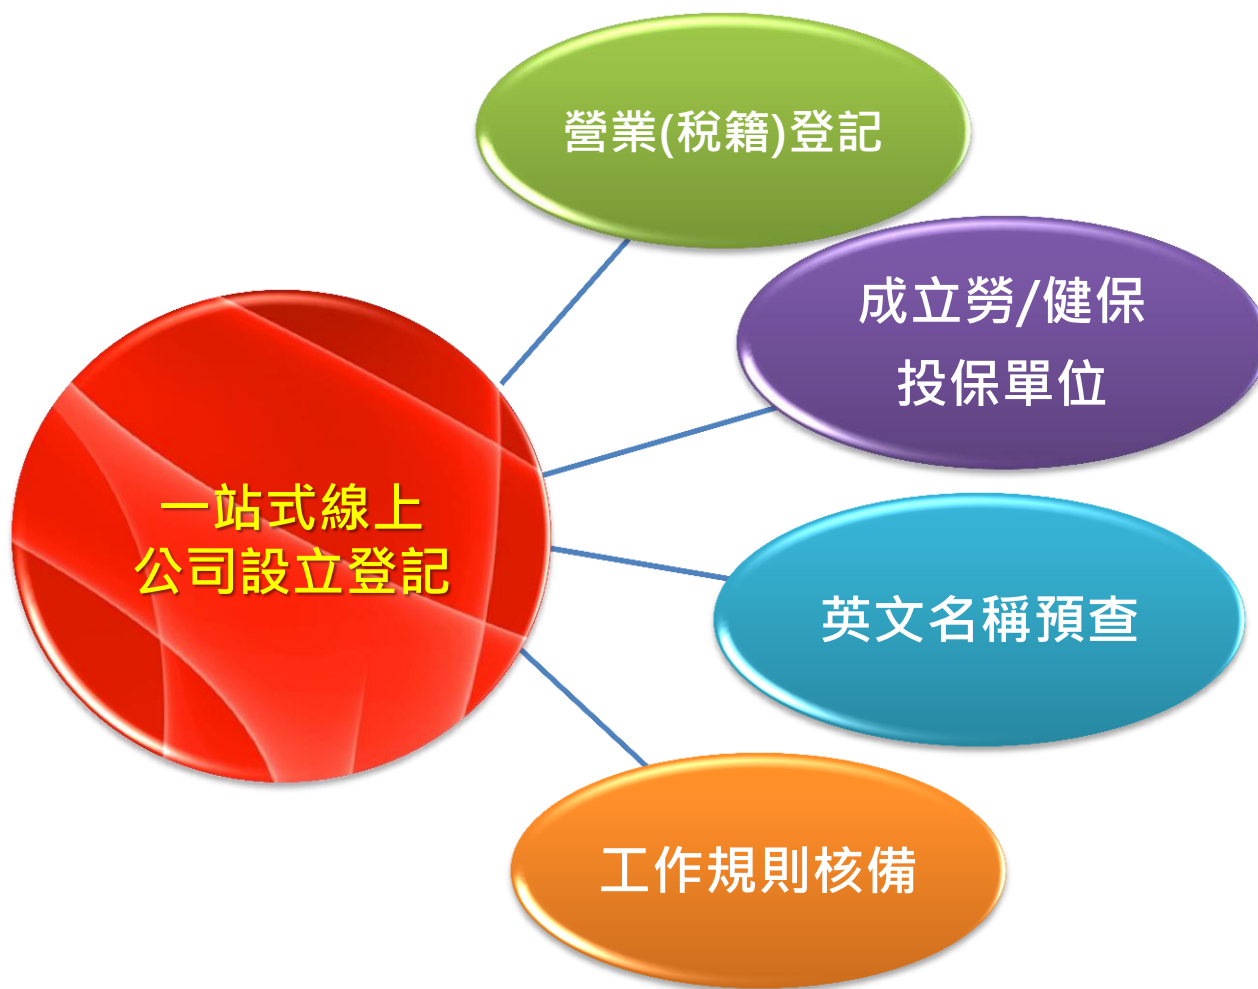 營業(稅籍)登記
成立勞/健保
投保單位
一站式線上
公司設立登記
英文名稱預查
工作規則核備